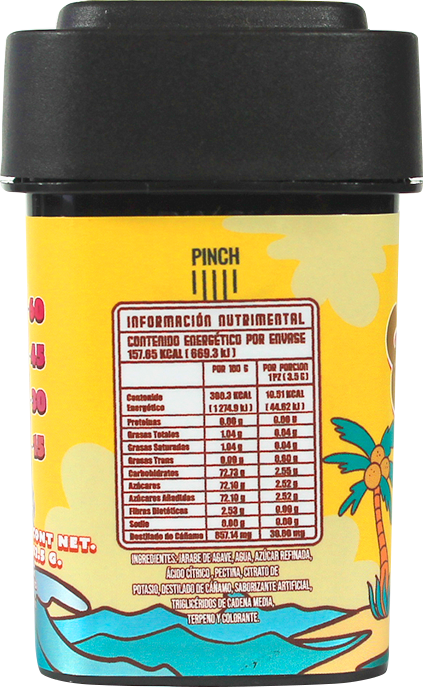 PINCH
INFORMACIÓN NUTRIMENTAL
CONTENIDO ENERGÉTICO POR ENVASE
157.65 KCAL ( 669.3 kJ )
POR 100 G POR PORCIÓN 1 PZ ( 3.5 G )
Contenido Energético 300.3 KCAL ( 1274.9 kJ ) 10.51 KCAL ( 44.62 kJ )
Proteínas 0.00 g 0.00 g
Grasas Totales 1.04 g 0.04 g
Grasas Saturadas 1.04 g 0.04 g
Grasas Trans 0.00 g 0.00 g
Carbohidratos 72.73 g 2.55 g
Azúcares 72.10 g 2.52 g
Azúcares Añadidos 72.10 g 2.52 g
Fibras Dietéticas 2.53 g 0.09 g
Sodio 0.00 g 0.00 g
Destilado de Cáñamo 857.14 mg 30.00 mg
INGREDIENTES: JARABE DE AGAVE, AGUA, AZÚCAR REFINADA,
ÁCIDO CÍTRICO, PECTINA, CITRATO DE
POTASIO, DESTILADO DE CÁÑAMO, SABORIZANTE ARTIFICIAL,
TRIGLICÉRIDOS DE CADENA MEDIA,
TERPENO Y COLORANTE.
CONT NET.